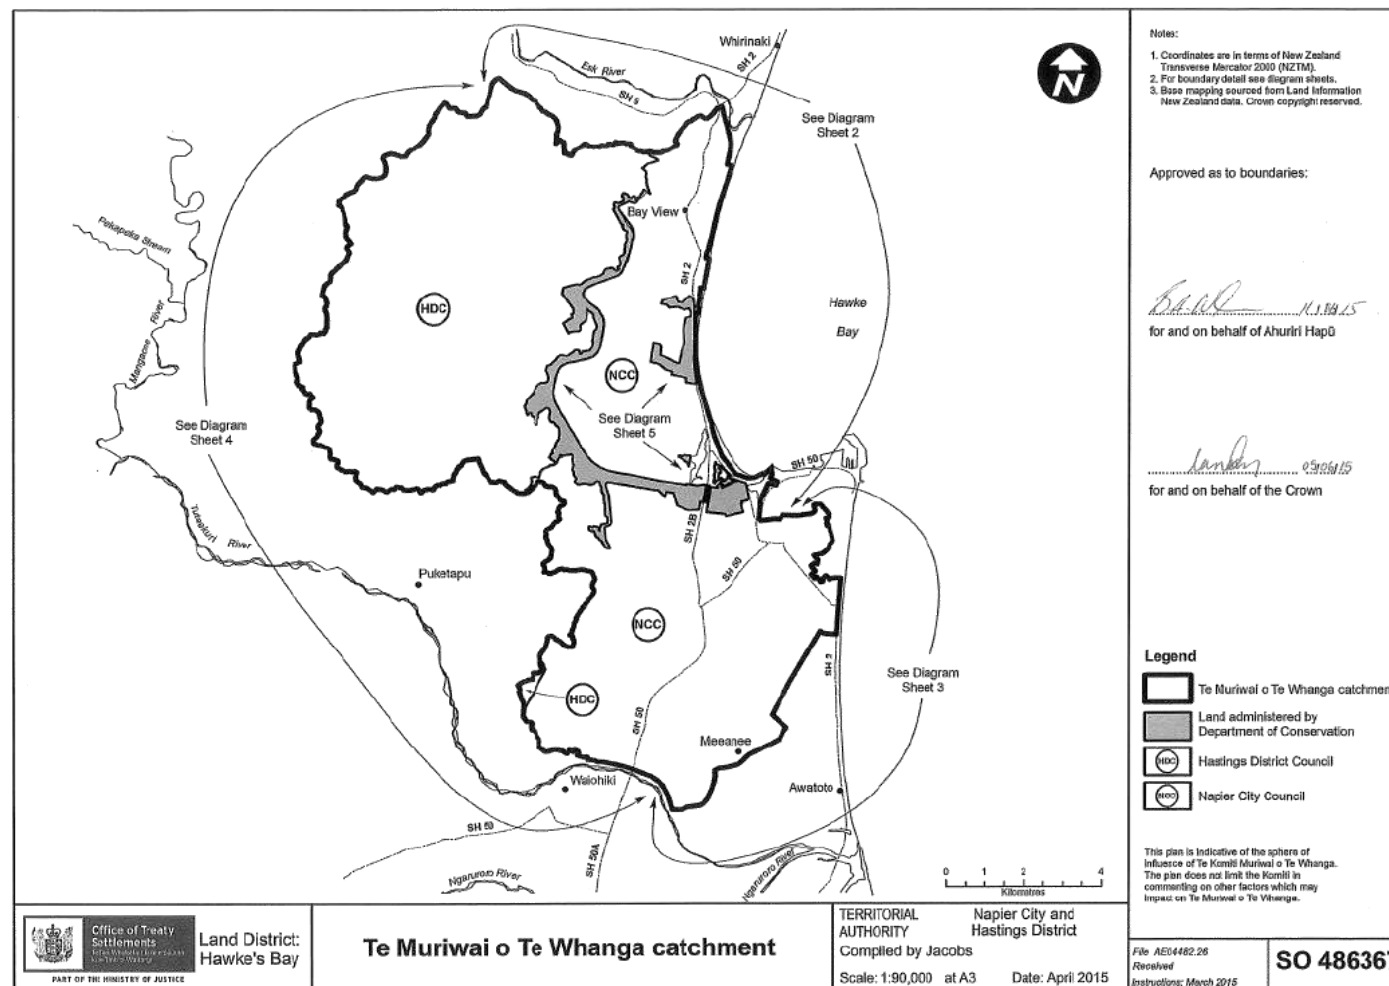 Whirinaki
SH 2
Esk River
SH 5
See Diagram
Sheet 2
Bay View
Pekapeka Stream
SH 2
Hawke
Bay
HDC
Mangaone River
NCC
See Diagram
Sheet 5
See Diagram
Sheet 4
SH 50
Tutaekuri River
SH 2B
SH 50
Puketapu
NCC
See Diagram
Sheet 3
SH 2
HDC
SH 50
Meeanee
Waiohiki
Awatoto
SH 50
SH 50A
Ngaruroro River
Ngaruroro River
0 1 2 4
Kilometres
N
Notes:
1. Coordinates are in terms of New Zealand
Transverse Mercator 2000 (NZTM).
2. For boundary detail see diagram sheets.
3. Base mapping sourced from Land Information
New Zealand data. Crown copyright reserved.
Approved as to boundaries:
for and on behalf of Ahuriri Hapū
05/06/15
for and on behalf of the Crown
Legend
Te Muriwai o Te Whanga catchmen
Land administered by
Department of Conservation
HDC Hastings District Council
NCC Napier City Council
This plan is indicative of the sphere of
influence of Te Komiti Muriwai o Te Whanga.
The plan does not limit the Komiti in
commenting on other factors which may
impact on Te Muriwai o Te Whanga.
Office of Treaty
Settlements
PART OF THE MINISTRY OF JUSTICE
Land District:
Hawke's Bay
Te Muriwai o Te Whanga catchment
TERRITORIAL
AUTHORITY
Napier City and
Hastings District
Compiled by Jacobs
Scale: 1:90,000 at A3 Date: April 2015
File AE04482.26
Received
Instructions: March 2015
SO 48636